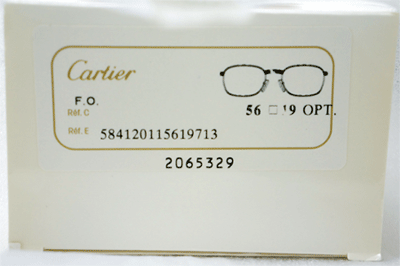 Cartier
F.O.
Réf. C
56 □ 19 OPT.
Réf. E 584120115619713
2065329